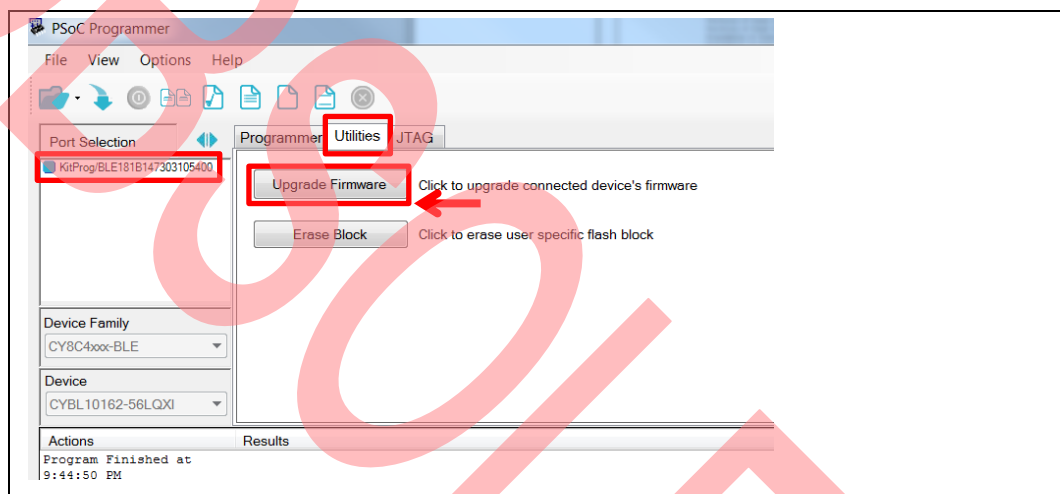 PSoC Programmer
File View Options Help
Port Selection
Programmer Utilities JTAG
KitProg/BLE181B147303105400
Upgrade Firmware Click to upgrade connected device's firmware
Erase Block Click to erase user specific flash block
Device Family
CY8C4xxx-BLE
Device
CYBL10162-56LQXI
Actions Results
Program Finished at
9:44:50 PM